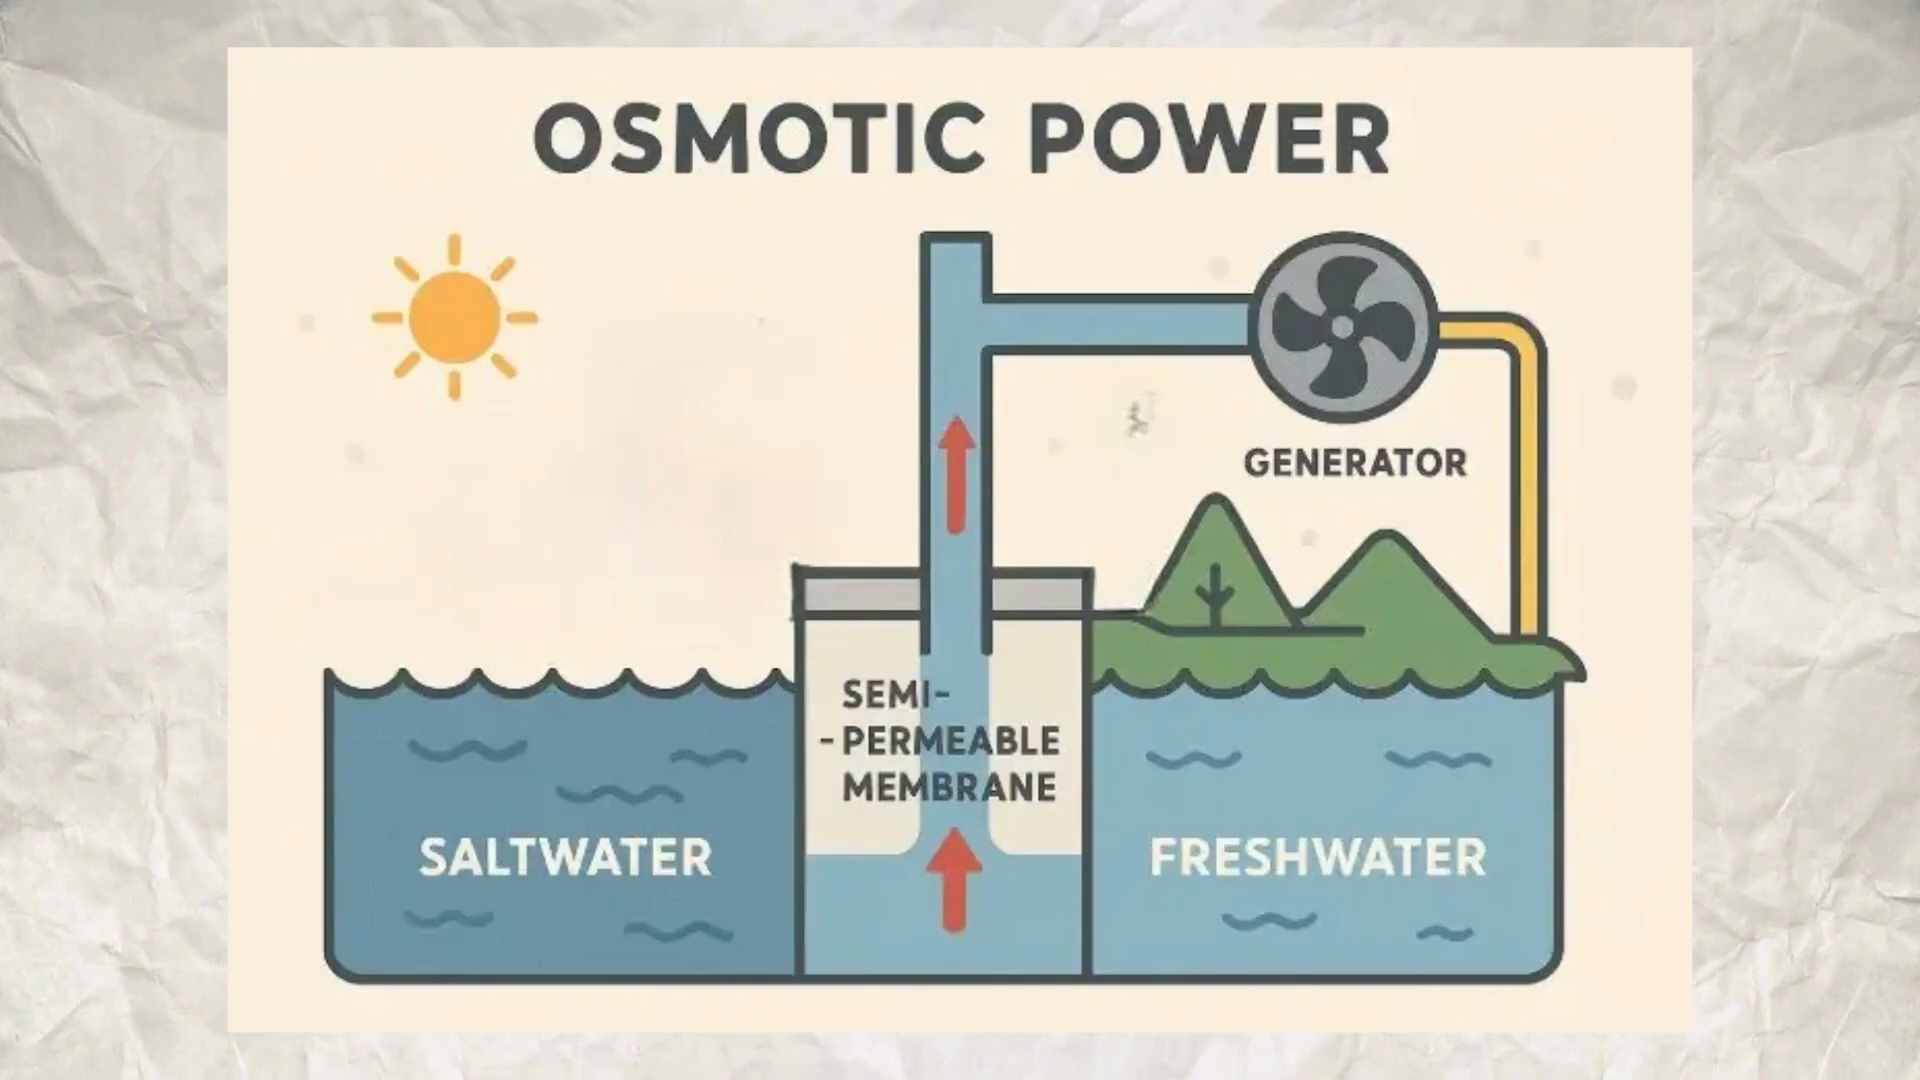 OSMOTIC POWER
GENERATOR
SEMI-
-PERMEABLE
MEMBRANE
SALTWATER
FRESHWATER